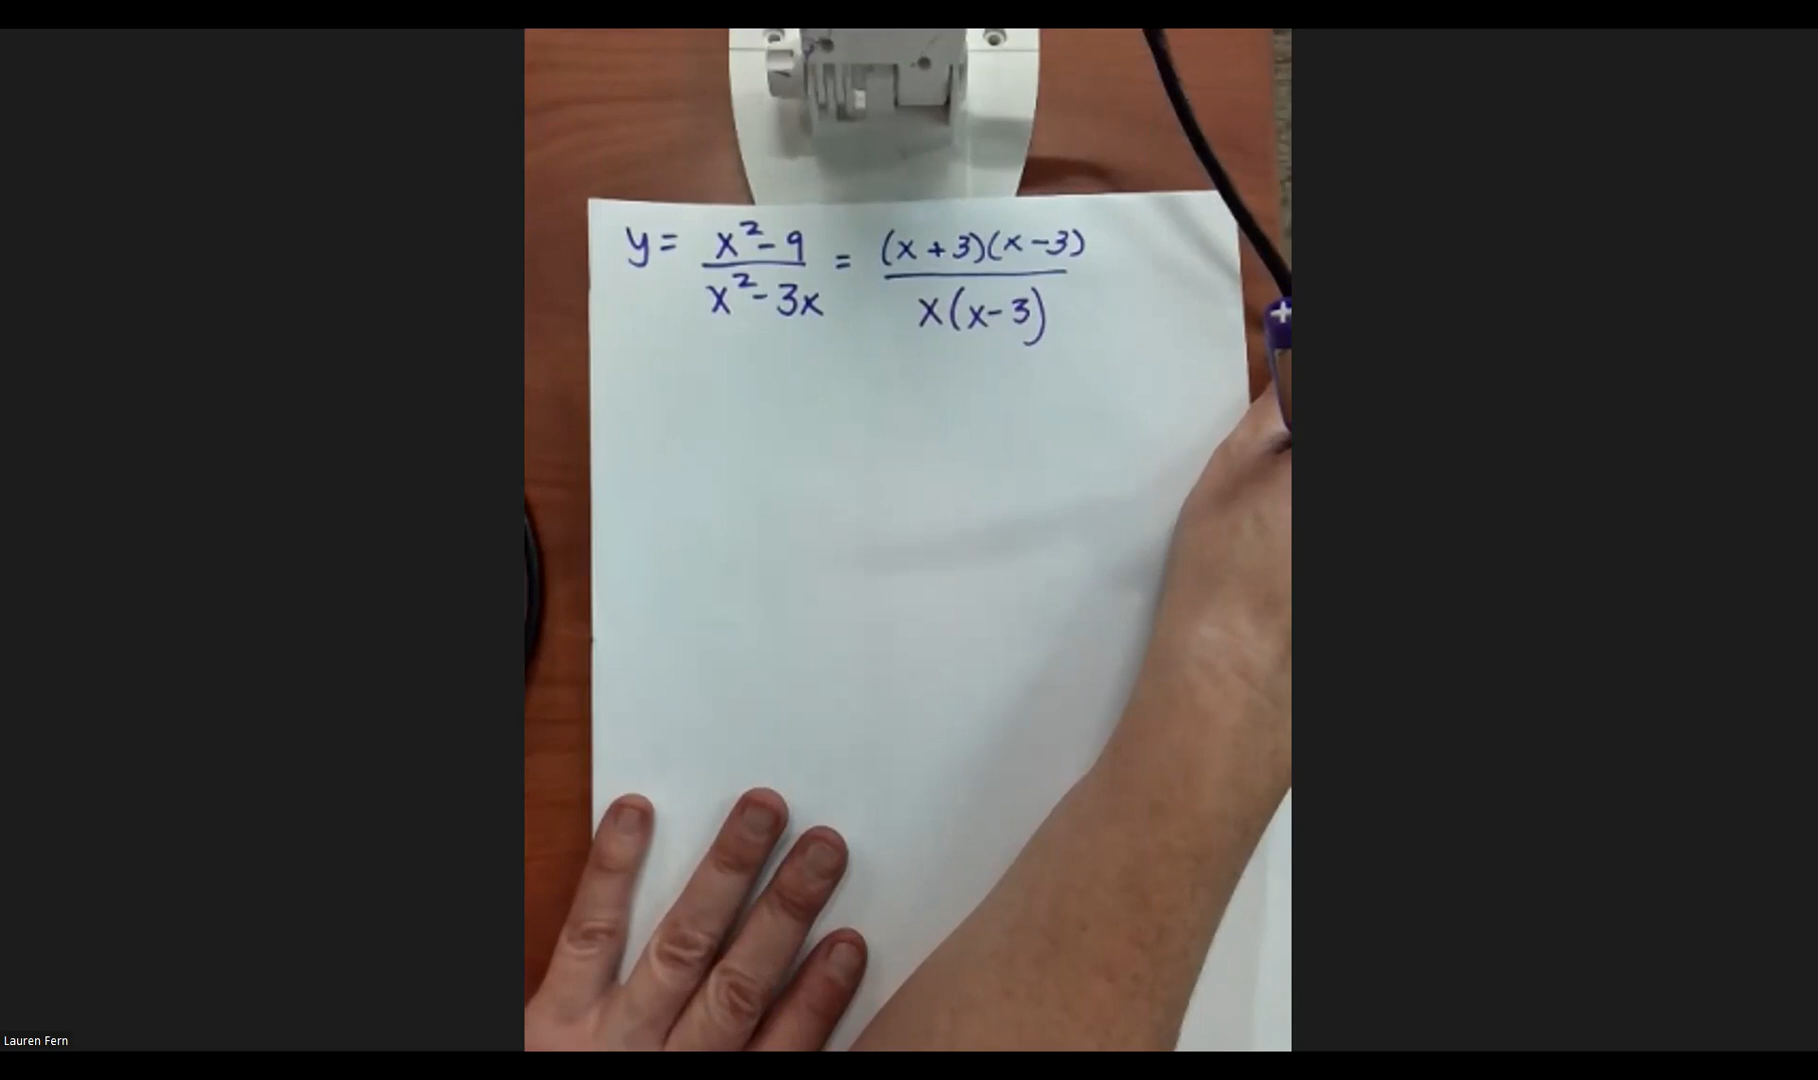 y = x²-9 / x²-3x = (x+3)(x-3) / x(x-3)
Lauren Fern